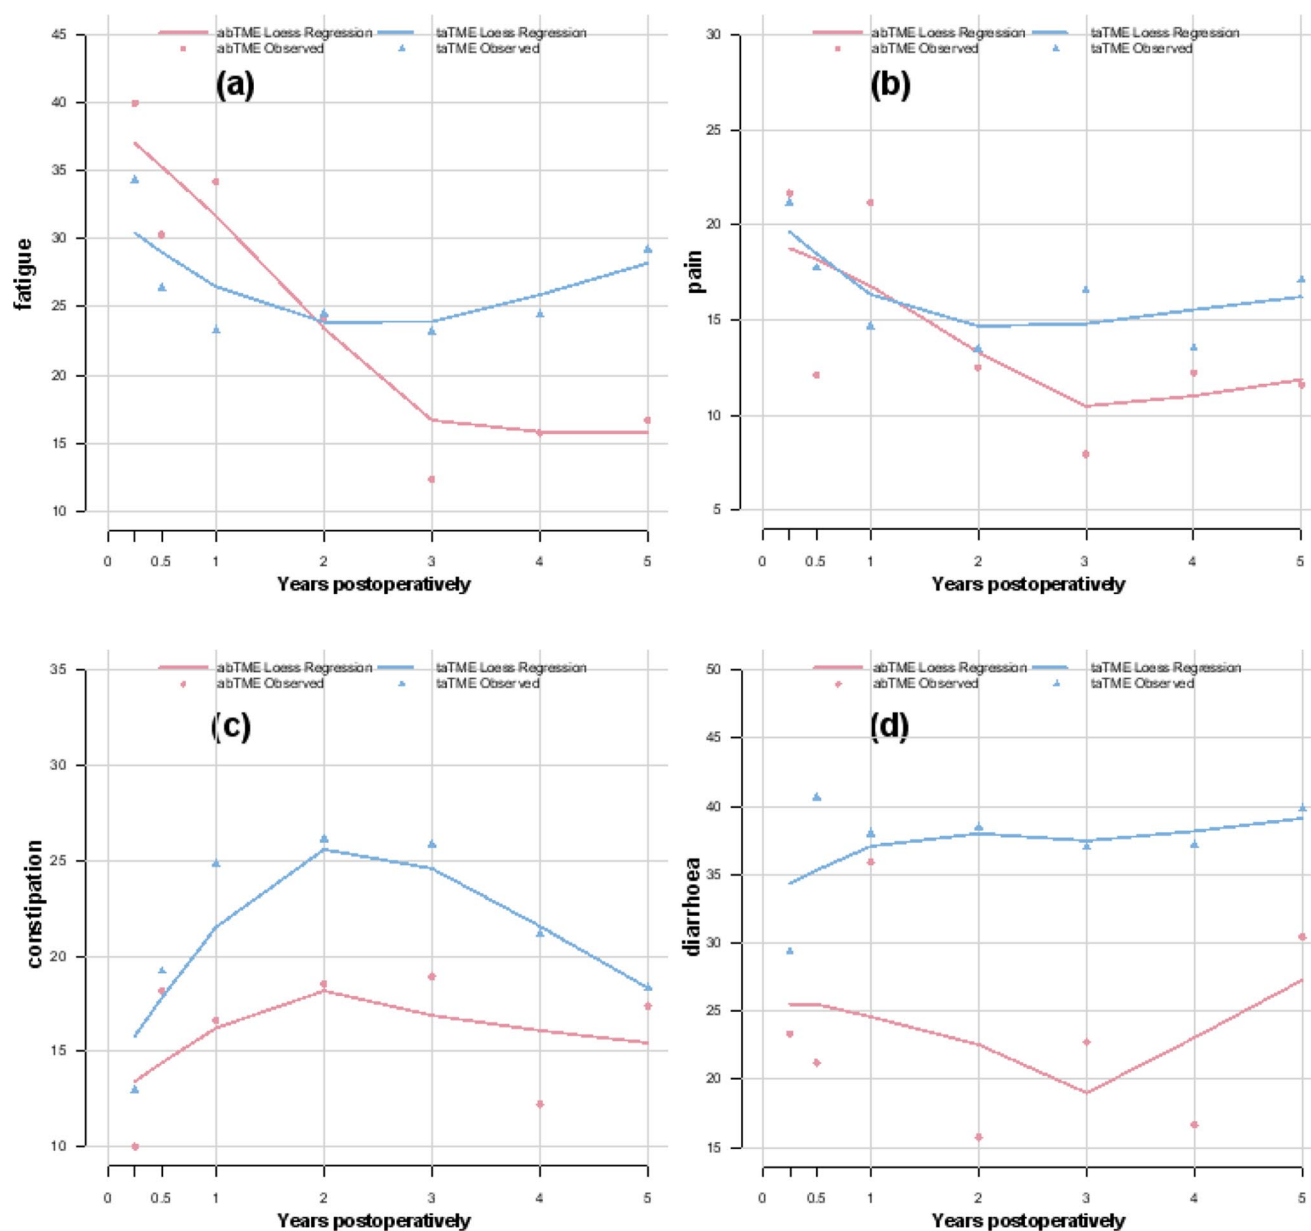 abTME Loess Regression taTME Loess Regression
abTME Observed taTME Observed
(a)
fatigue
45
40
35
30
25
20
15
10
0 0.5 1 2 3 4 5
Years postoperatively
abTME Loess Regression taTME Loess Regression
abTME Observed taTME Observed
(b)
pain
30
25
20
15
10
5
0 0.5 1 2 3 4 5
Years postoperatively
abTME Loess Regression taTME Loess Regression
abTME Observed taTME Observed
(c)
constipation
35
30
25
20
15
10
0 0.5 1 2 3 4 5
Years postoperatively
abTME Loess Regression taTME Loess Regression
abTME Observed taTME Observed
(d)
diarrhoea
50
45
40
35
30
25
20
15
0 0.5 1 2 3 4 5
Years postoperatively